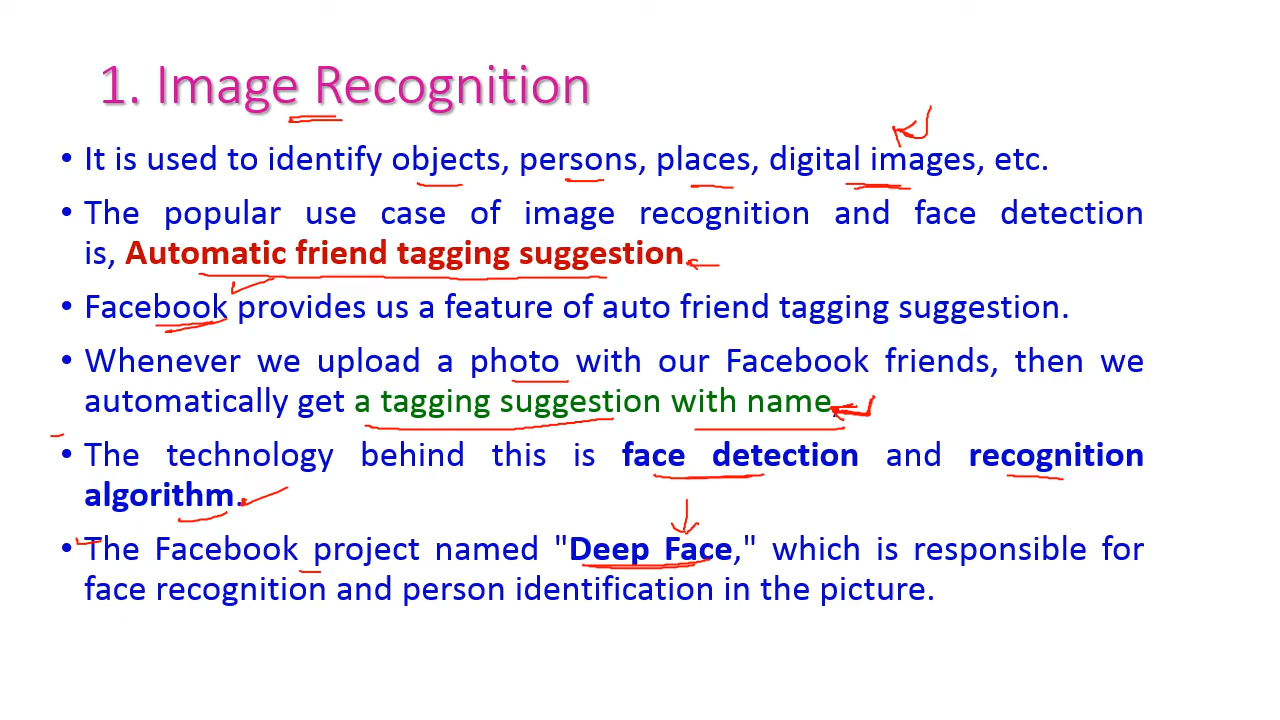 1. Image Recognition
• It is used to identify objects, persons, places, digital images, etc.
• The popular use case of image recognition and face detection
is, Automatic friend tagging suggestion.
• Facebook provides us a feature of auto friend tagging suggestion.
• Whenever we upload a photo with our Facebook friends, then we
automatically get a tagging suggestion with name,
• The technology behind this is face detection and recognition
algorithm.
• The Facebook project named "Deep Face," which is responsible for
face recognition and person identification in the picture.